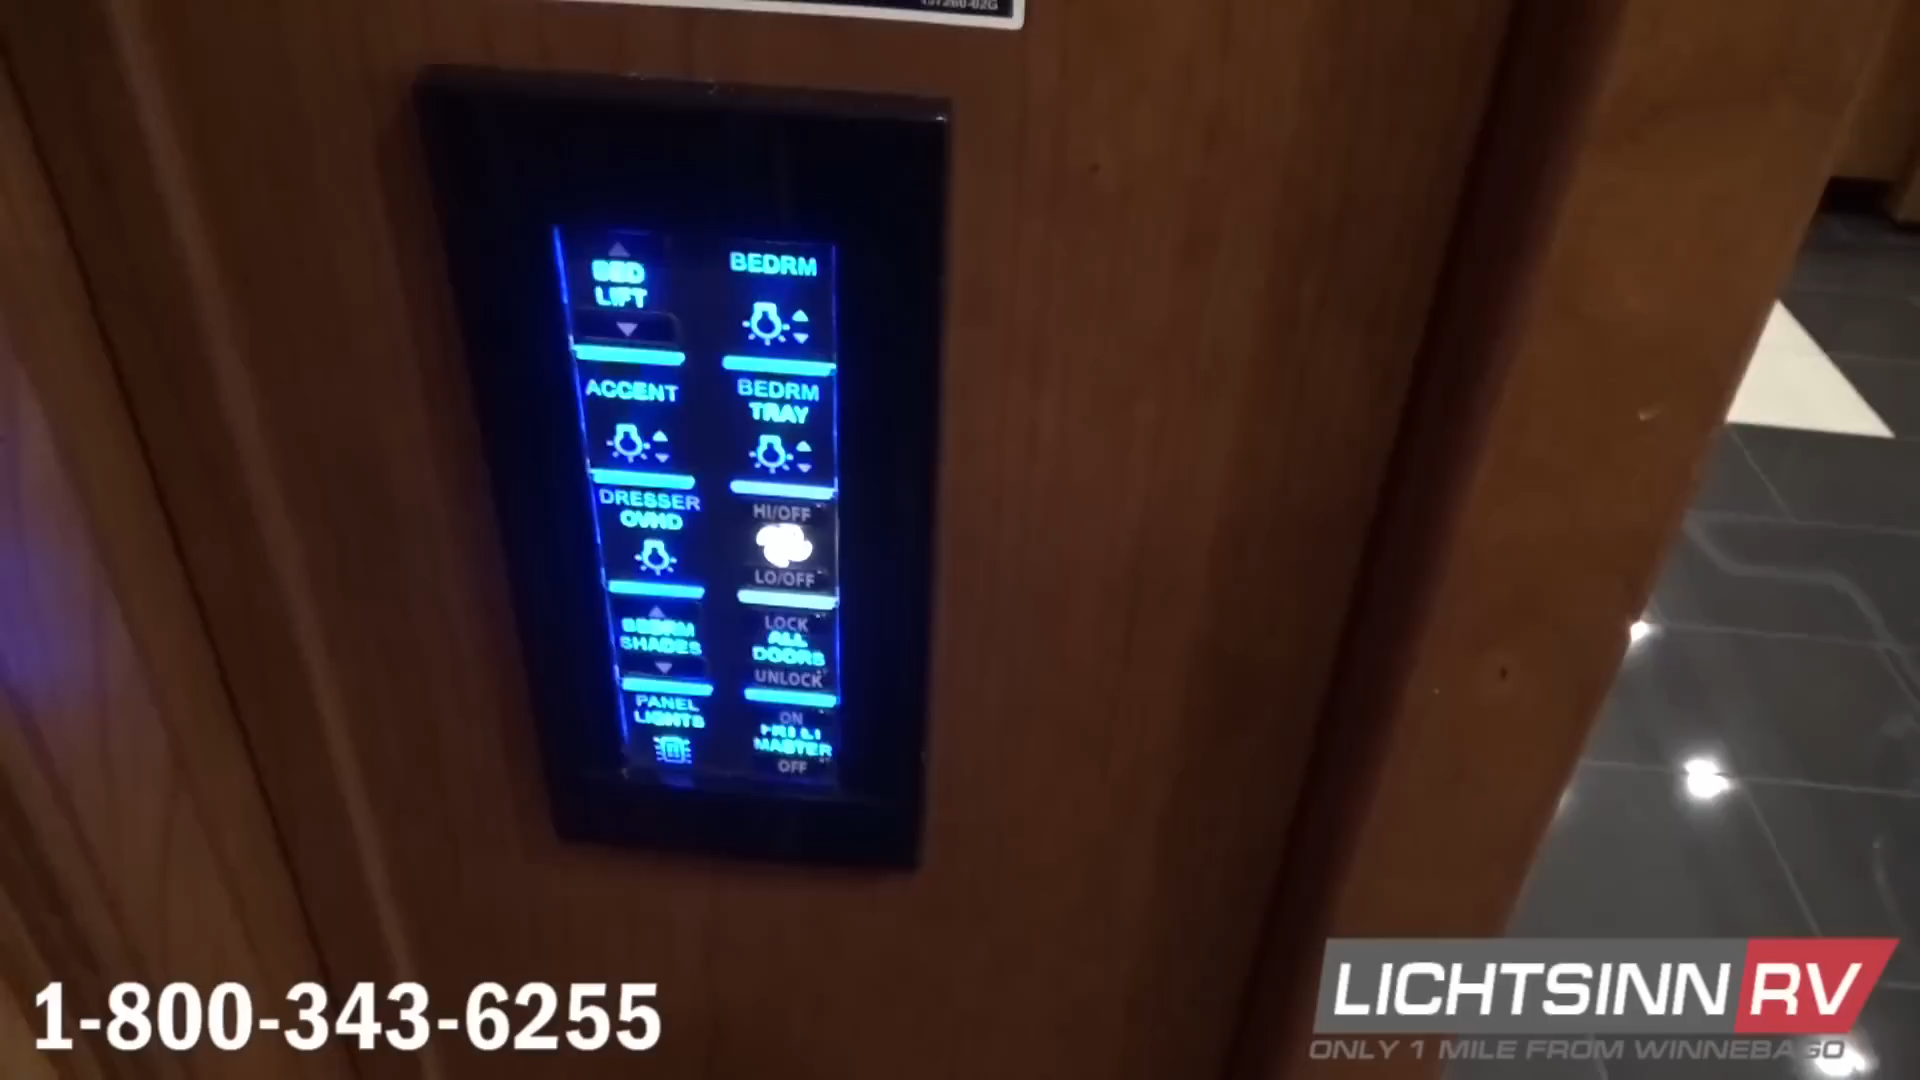 BED
LIFT
BEDRM
ACCENT
BEDRM
TRAY
DRESSER
OVHD
HI/OFF
LO/OFF
BEDRM
SHADES
LOCK
ALL
DOORS
UNLOCK
PANEL
LIGHTS
ON
MASTER
OFF
1-800-343-6255
LICHTSINN RV
ONLY 1 MILE FROM WINNEBAGO